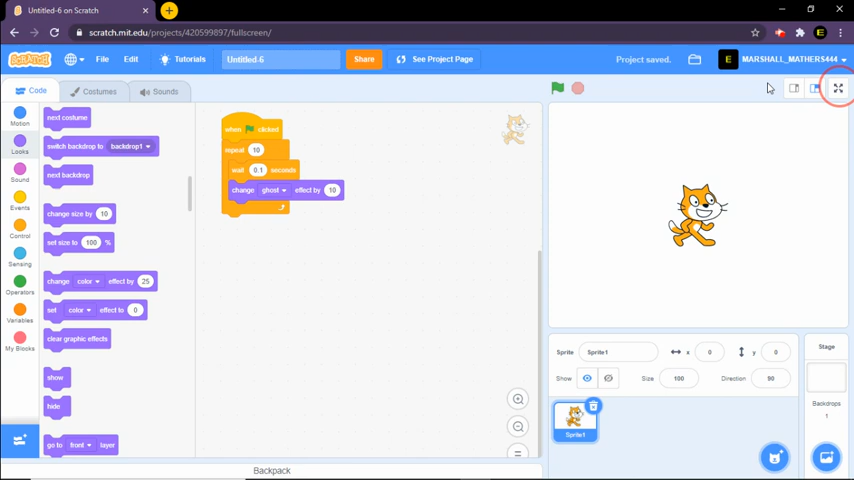 Untitled-6 on Scratch
scratch.mit.edu/projects/420599897/fullscreen/
E
SCRATCH
File
Edit
Tutorials
Untitled-6
Share
See Project Page
Project saved.
E
MARSHALL_MATHERS444
Code
Costumes
Sounds
Motion
Looks
Sound
Events
Control
Sensing
Operators
Variables
My Blocks
next costume
switch backdrop to backdrop1
next backdrop
change size by 10
set size to 100 %
change color effect by 25
set color effect to 0
clear graphic effects
show
hide
go to front layer
when clicked
repeat 10
wait 0.1 seconds
change ghost effect by 10
Backpack
Sprite Sprite1 x 0 y 0
Show Size 100 Direction 90
Sprite1
Stage
Backdrops
1